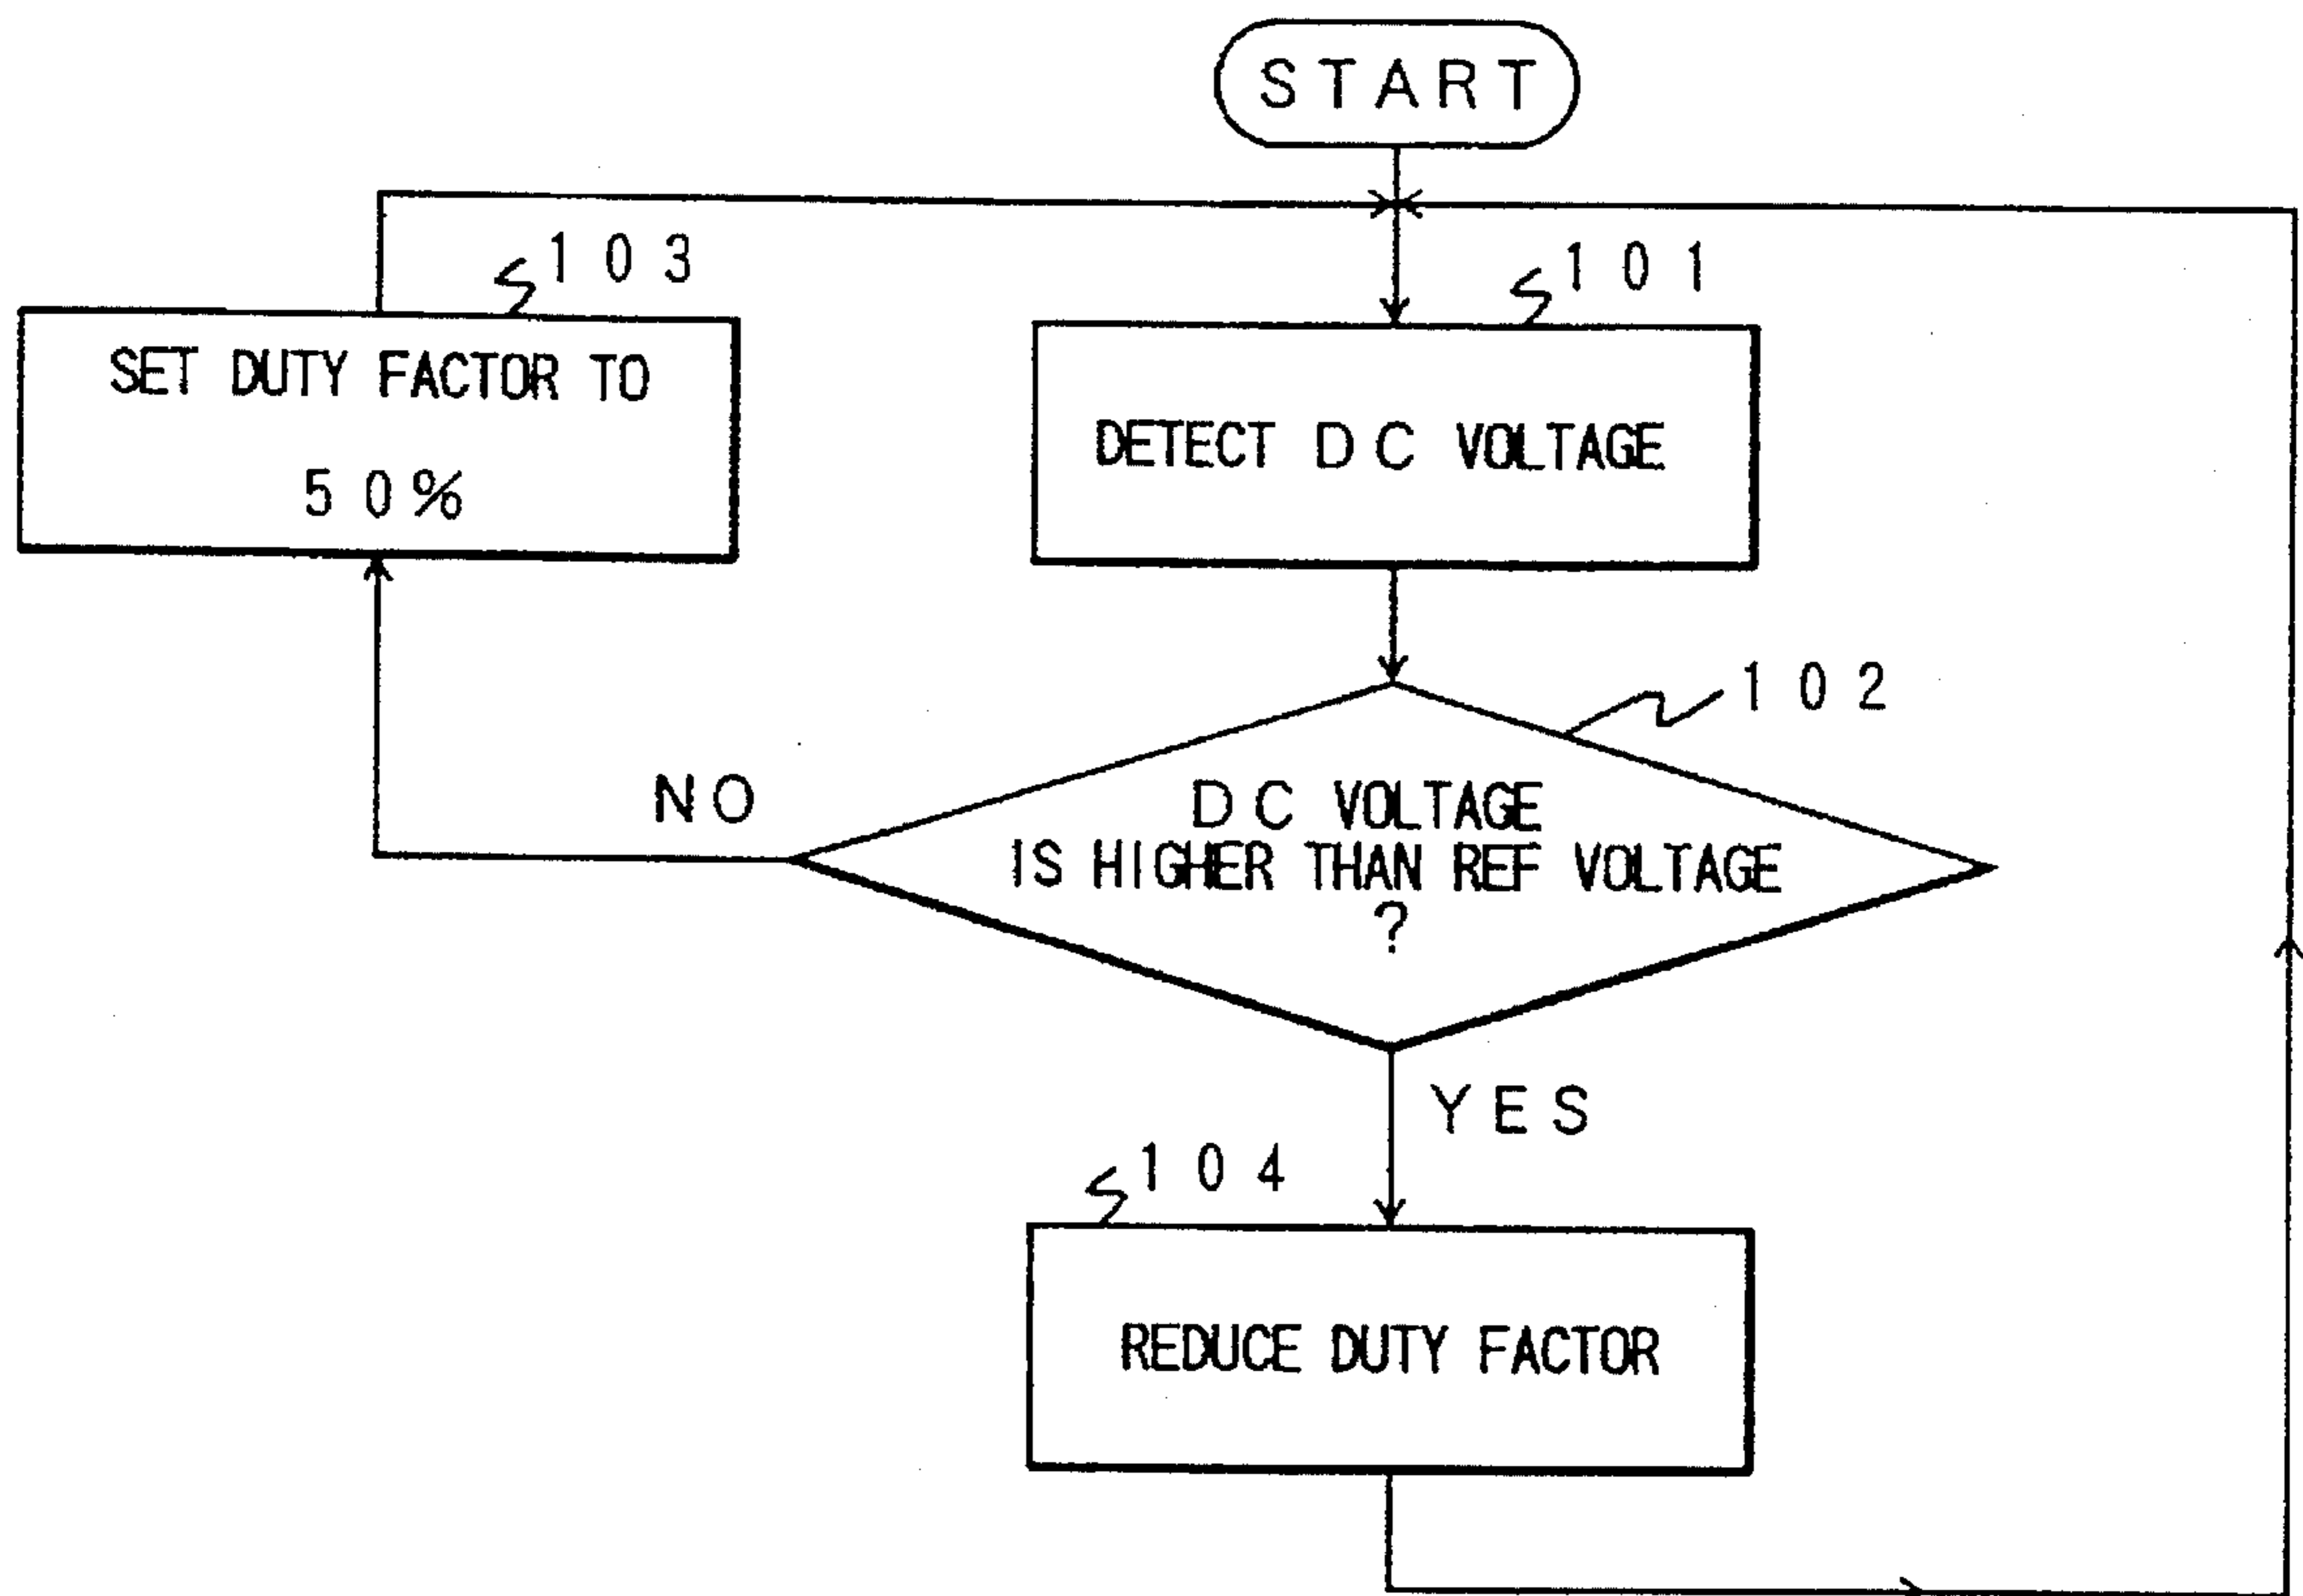 START
103
101
SET DUTY FACTOR TO
50%
DETECT DC VOLTAGE
102
NO
DC VOLTAGE
IS HIGHER THAN REF VOLTAGE
?
YES
104
REDUCE DUTY FACTOR